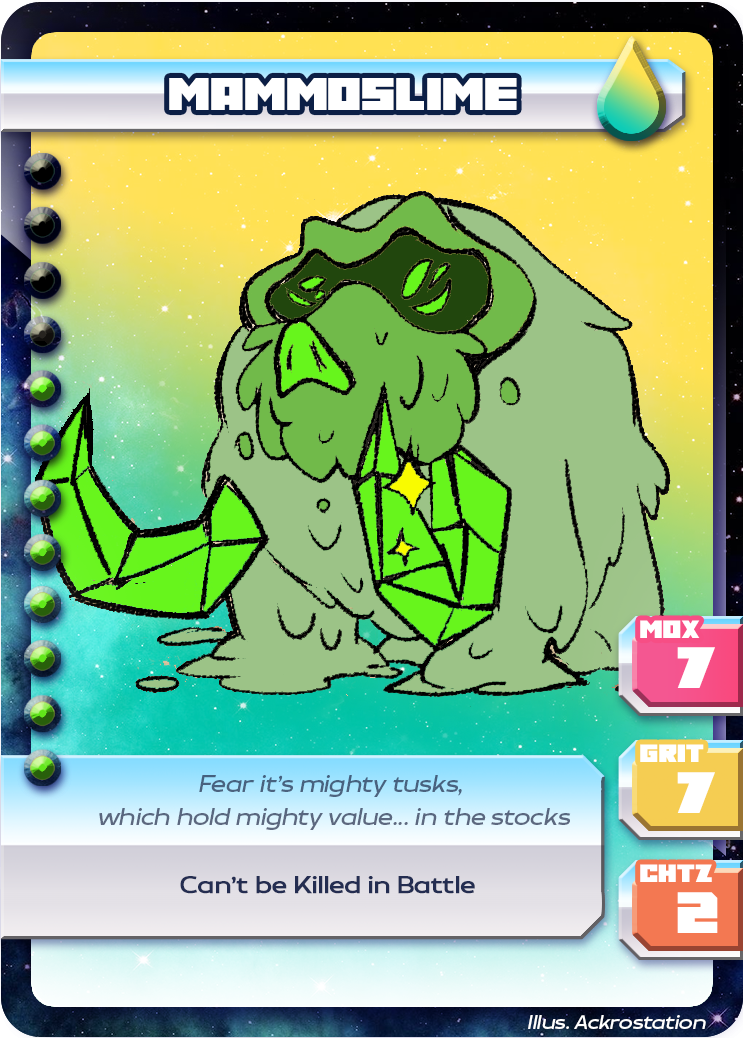 MAMMOSLIME
MOX
7
GRIT
7
CHTZ
2
Fear it's mighty tusks,
which hold mighty value... in the stocks
Can't be Killed in Battle
Illus. Ackrostation